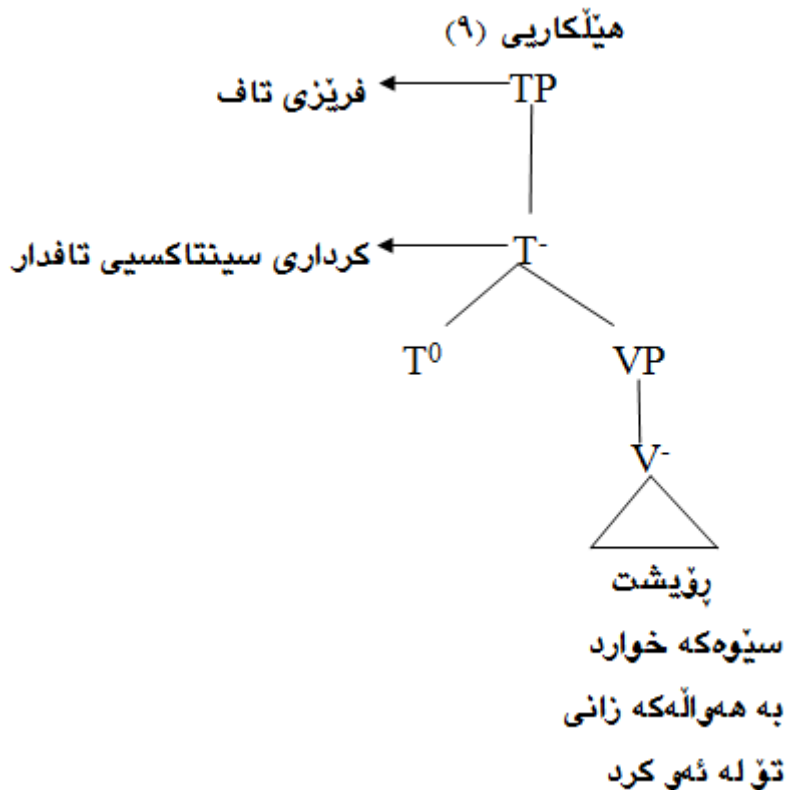 هێڵکاریی (٩)
TP فرێزی تاف
T⁻ کرداری سینتاکسیی تافدار
T⁰ VP
V⁻
ڕۆیشت
سێوەکە خوارد
بە هەواڵەکە زانی
تۆ لە ئەو کرد